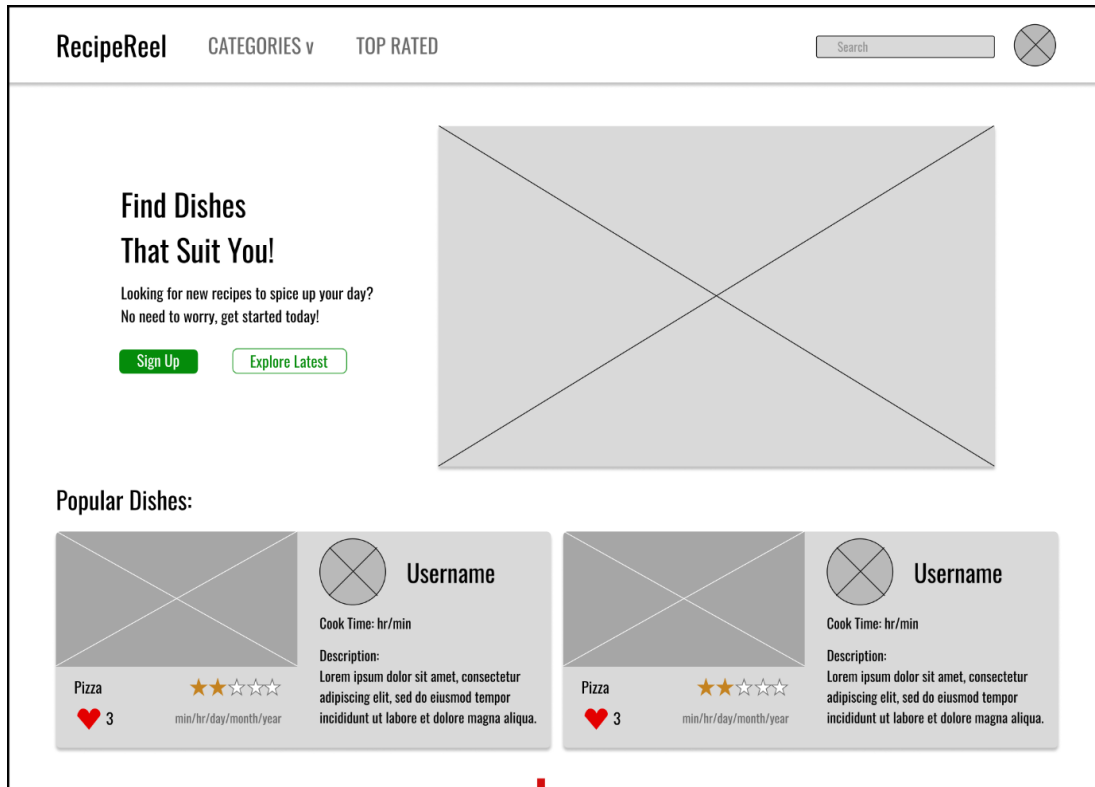 RecipeReel CATEGORIES v TOP RATED Search
Find Dishes
That Suit You!
Looking for new recipes to spice up your day?
No need to worry, get started today!
Sign Up Explore Latest
Popular Dishes:
Username
Cook Time: hr/min
Description:
Lorem ipsum dolor sit amet, consectetur
adipiscing elit, sed do eiusmod tempor
incididunt ut labore et dolore magna aliqua.
Pizza
3 min/hr/day/month/year
Username
Cook Time: hr/min
Description:
Lorem ipsum dolor sit amet, consectetur
adipiscing elit, sed do eiusmod tempor
incididunt ut labore et dolore magna aliqua.
Pizza
3 min/hr/day/month/year